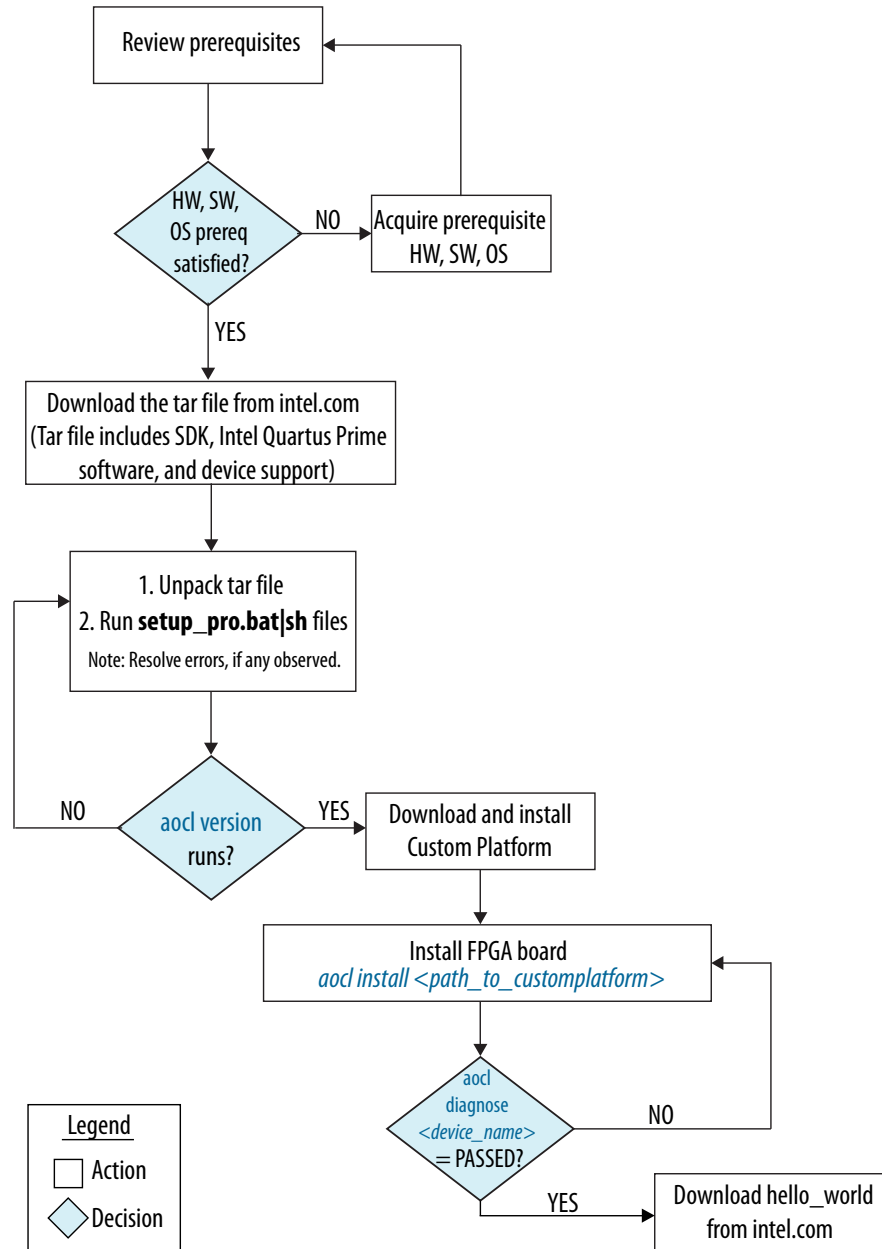 Review prerequisites
HW, SW,
OS prereq
satisfied?
NO
Acquire prerequisite
HW, SW, OS
YES
Download the tar file from intel.com
(Tar file includes SDK, Intel Quartus Prime
software, and device support)
1. Unpack tar file
2. Run setup_pro.bat|sh files
Note: Resolve errors, if any observed.
NO
aocl version
runs?
YES
Download and install
Custom Platform
Install FPGA board
aocl install <path_to_customplatform>
aocl
diagnose
<device_name>
= PASSED?
NO
YES
Download hello_world
from intel.com
Legend
Action
Decision